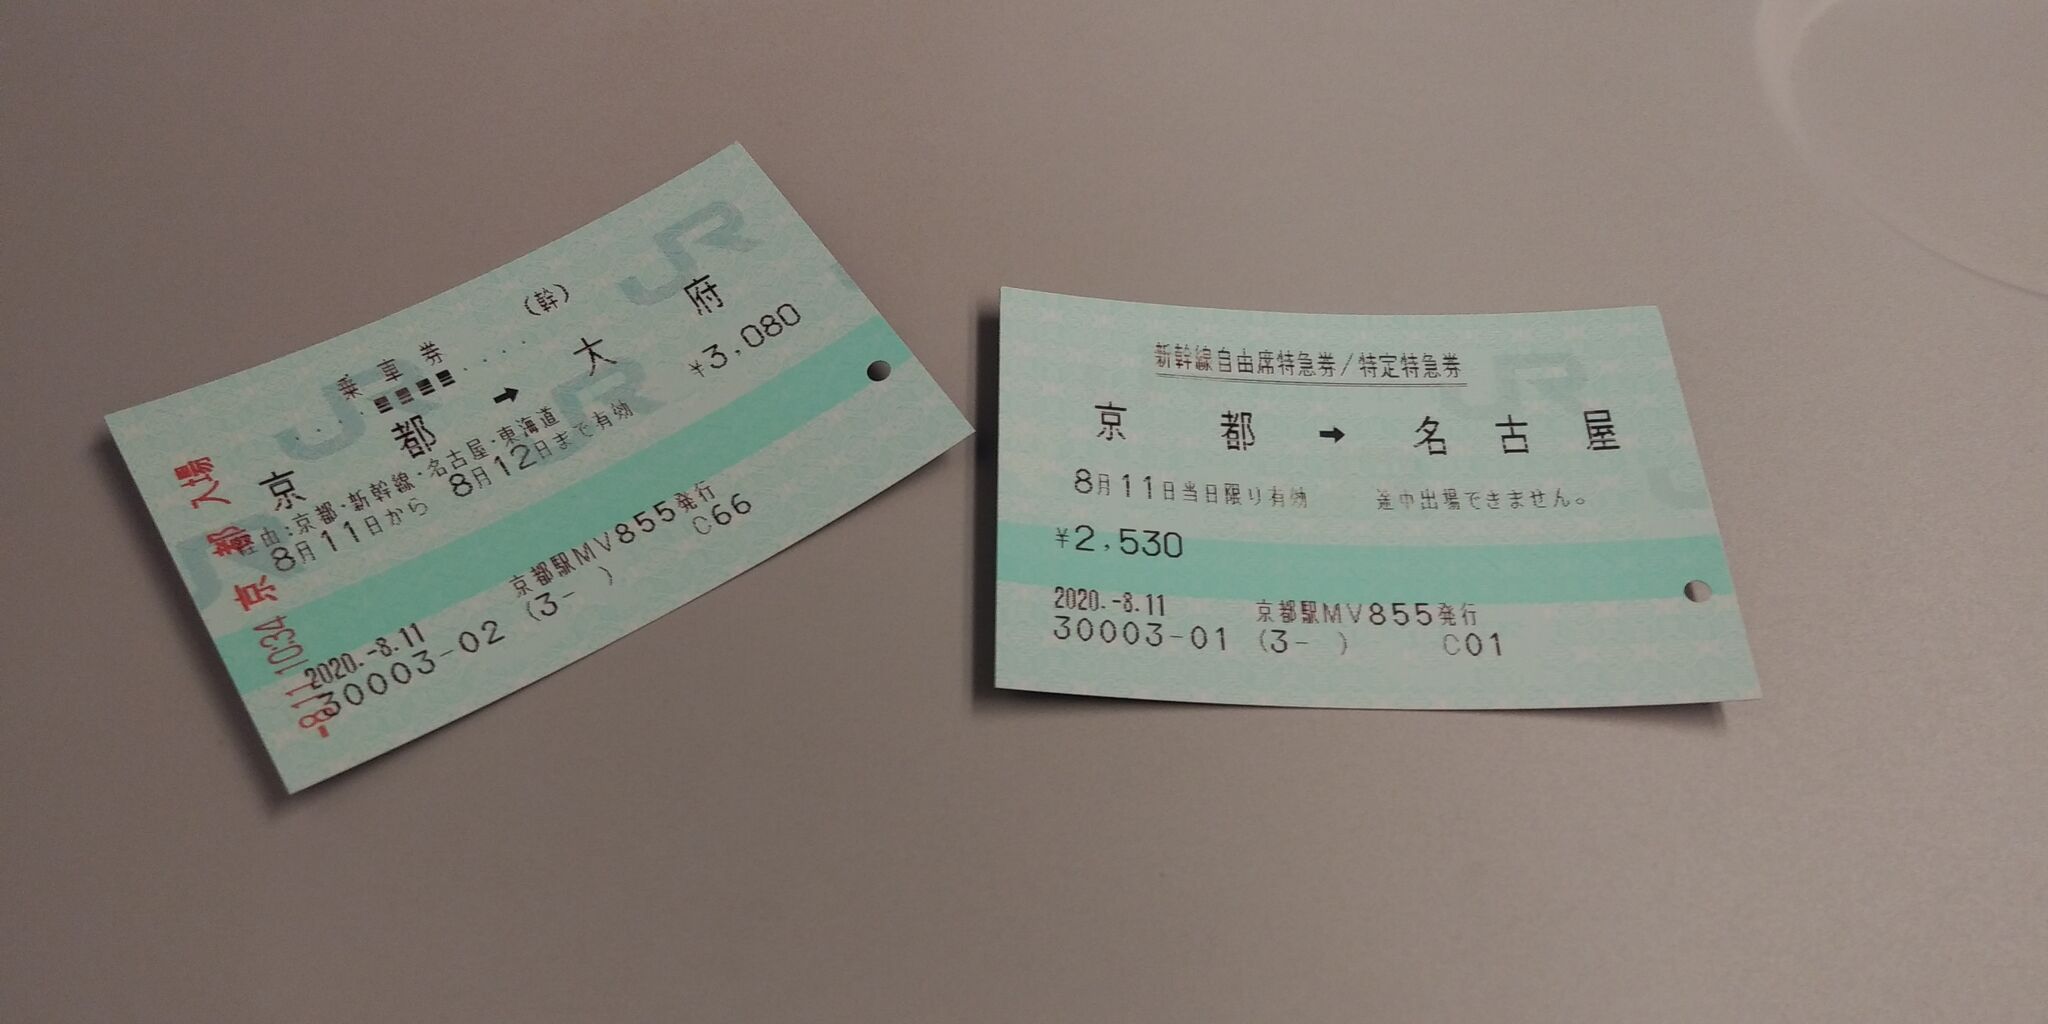 乗車券
(幹)
京都 → 大府
経由:京都・新幹線・名古屋・東海道
8月11日から 8月12日まで有効
¥3,080
2020.-8.11
京都駅MV855発行
30003-02
(3- )
C66
入場
京都
-8.11 10:34
JR
JR
JR
新幹線自由席特急券/特定特急券
京都 → 名古屋
8月11日当日限り有効 途中出場できません。
¥2,530
2020.-8.11 京都駅MV855発行
30003-01 (3- ) C01
JR